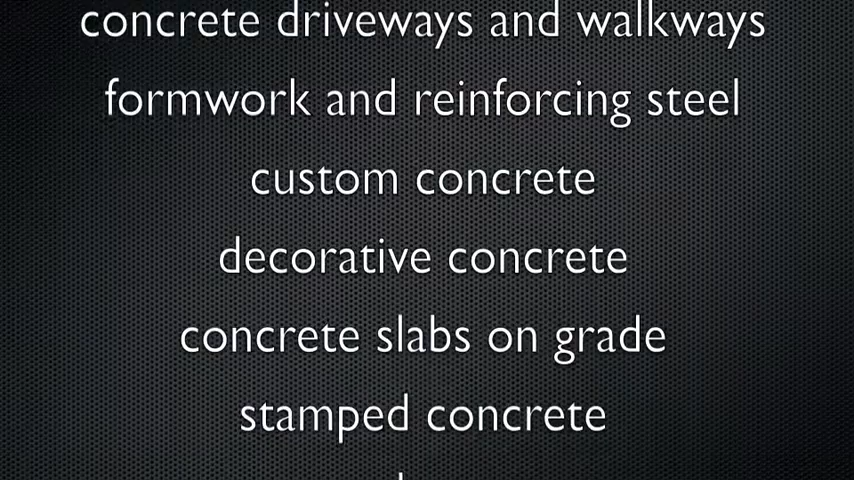 concrete driveways and walkways
formwork and reinforcing steel
custom concrete
decorative concrete
concrete slabs on grade
stamped concrete